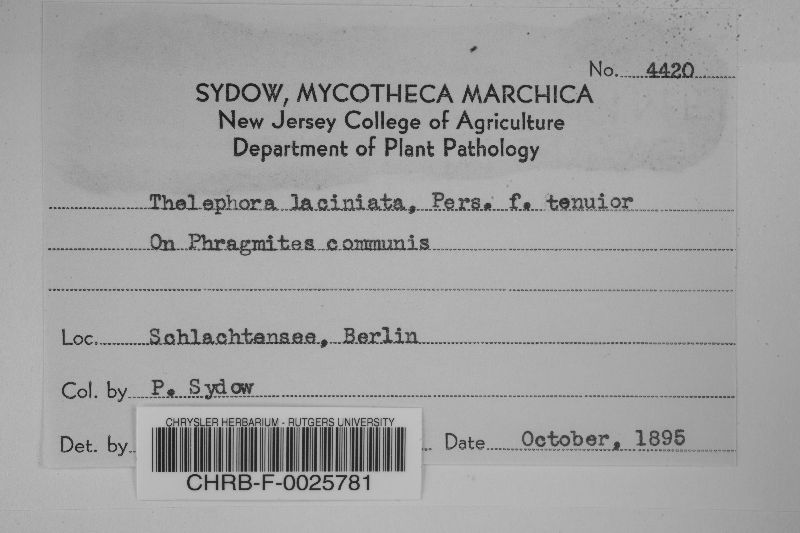 No. 4420
SYDOW, MYCOTHECA MARCHICA
New Jersey College of Agriculture
Department of Plant Pathology
Thelephora laciniata, Pers. f. tenuior
On Phragmites communis
Loc. Schlachtensee, Berlin
Col. by P. Sydow
Det. by Date October, 1895
CHRYSLER HERBARIUM - RUTGERS UNIVERSITY
CHRB-F-0025781